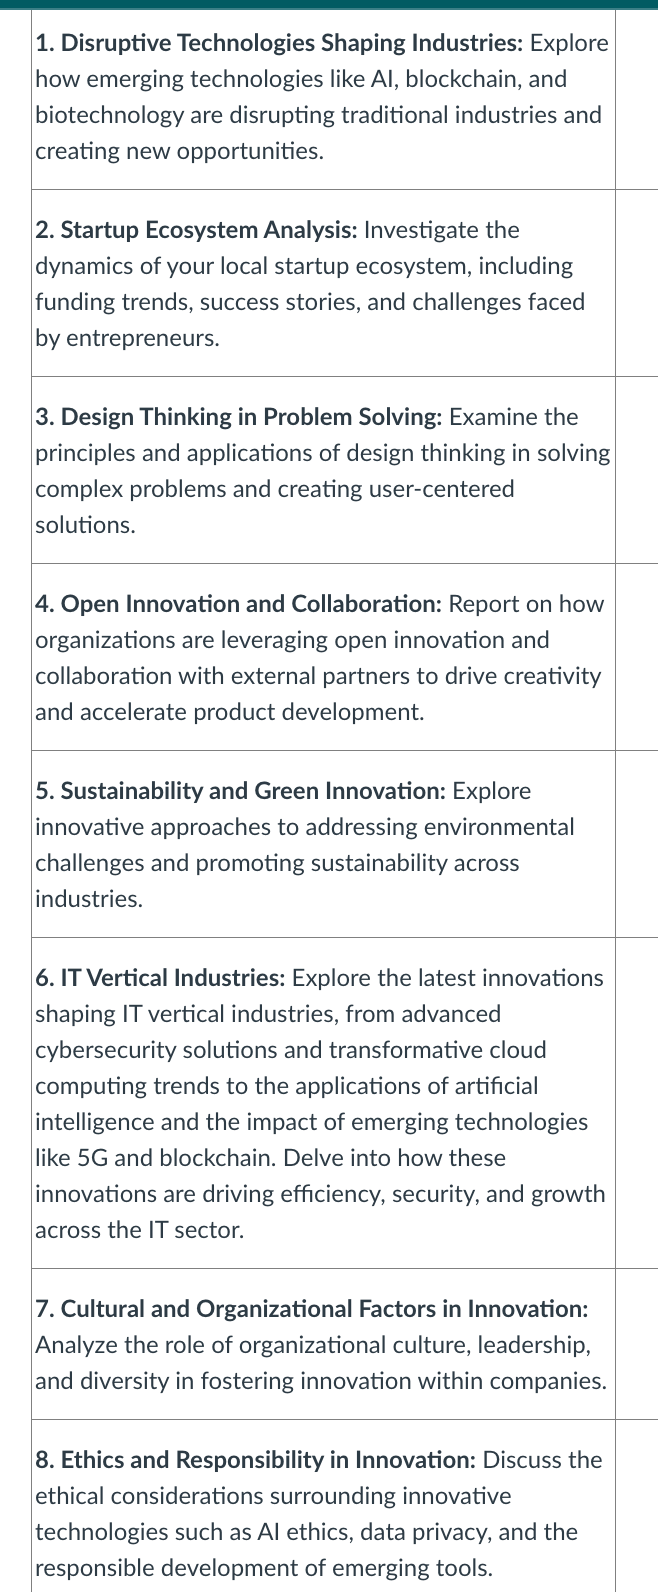 1. Disruptive Technologies Shaping Industries: Explore
how emerging technologies like AI, blockchain, and
biotechnology are disrupting traditional industries and
creating new opportunities.
2. Startup Ecosystem Analysis: Investigate the
dynamics of your local startup ecosystem, including
funding trends, success stories, and challenges faced
by entrepreneurs.
3. Design Thinking in Problem Solving: Examine the
principles and applications of design thinking in solving
complex problems and creating user-centered
solutions.
4. Open Innovation and Collaboration: Report on how
organizations are leveraging open innovation and
collaboration with external partners to drive creativity
and accelerate product development.
5. Sustainability and Green Innovation: Explore
innovative approaches to addressing environmental
challenges and promoting sustainability across
industries.
6. IT Vertical Industries: Explore the latest innovations
shaping IT vertical industries, from advanced
cybersecurity solutions and transformative cloud
computing trends to the applications of artificial
intelligence and the impact of emerging technologies
like 5G and blockchain. Delve into how these
innovations are driving efficiency, security, and growth
across the IT sector.
7. Cultural and Organizational Factors in Innovation:
Analyze the role of organizational culture, leadership,
and diversity in fostering innovation within companies.
8. Ethics and Responsibility in Innovation: Discuss the
ethical considerations surrounding innovative
technologies such as AI ethics, data privacy, and the
responsible development of emerging tools.